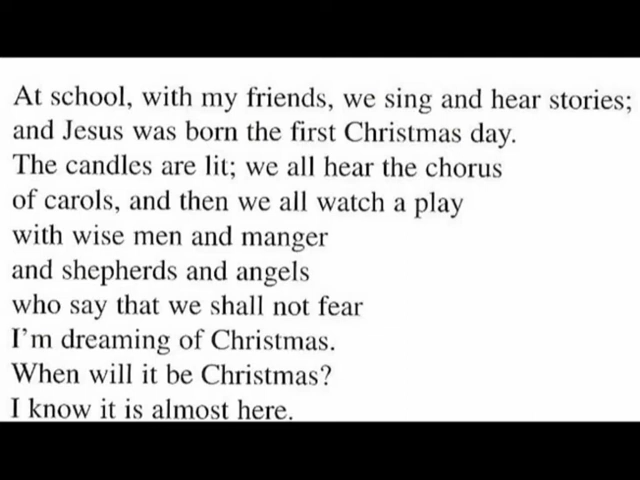 At school, with my friends, we sing and hear stories;
and Jesus was born the first Christmas day.
The candles are lit; we all hear the chorus
of carols, and then we all watch a play
with wise men and manger
and shepherds and angels
who say that we shall not fear
I'm dreaming of Christmas.
When will it be Christmas?
I know it is almost here.